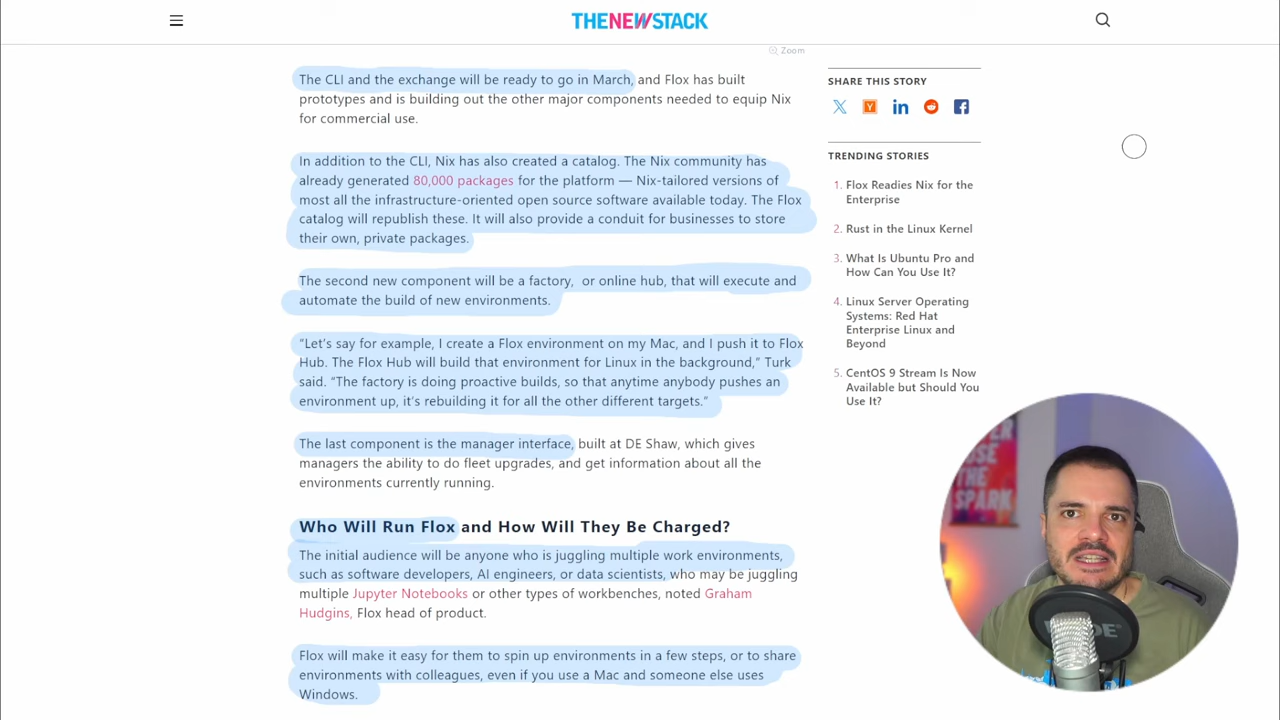 THENEWSTACK
Zoom
The CLI and the exchange will be ready to go in March, and Flox has built
prototypes and is building out the other major components needed to equip Nix
for commercial use.
In addition to the CLI, Nix has also created a catalog. The Nix community has
already generated 80,000 packages for the platform — Nix-tailored versions of
most all the infrastructure-oriented open source software available today. The Flox
catalog will republish these. It will also provide a conduit for businesses to store
their own, private packages.
The second new component will be a factory,  or online hub, that will execute and
automate the build of new environments.
“Let’s say for example, I create a Flox environment on my Mac, and I push it to Flox
Hub. The Flox Hub will build that environment for Linux in the background,” Turk
said. “The factory is doing proactive builds, so that anytime anybody pushes an
environment up, it’s rebuilding it for all the other different targets.”
The last component is the manager interface, built at DE Shaw, which gives
managers the ability to do fleet upgrades, and get information about all the
environments currently running.
Who Will Run Flox and How Will They Be Charged?
The initial audience will be anyone who is juggling multiple work environments,
such as software developers, AI engineers, or data scientists, who may be juggling
multiple Jupyter Notebooks or other types of workbenches, noted Graham
Hudgins, Flox head of product.
Flox will make it easy for them to spin up environments in a few steps, or to share
environments with colleagues, even if you use a Mac and someone else uses
Windows.
SHARE THIS STORY
TRENDING STORIES
1. Flox Readies Nix for the
Enterprise
2. Rust in the Linux Kernel
3. What Is Ubuntu Pro and
How Can You Use It?
4. Linux Server Operating
Systems: Red Hat
Enterprise Linux and
Beyond
5. CentOS 9 Stream Is Now
Available but Should You
Use It?
THE SPARK